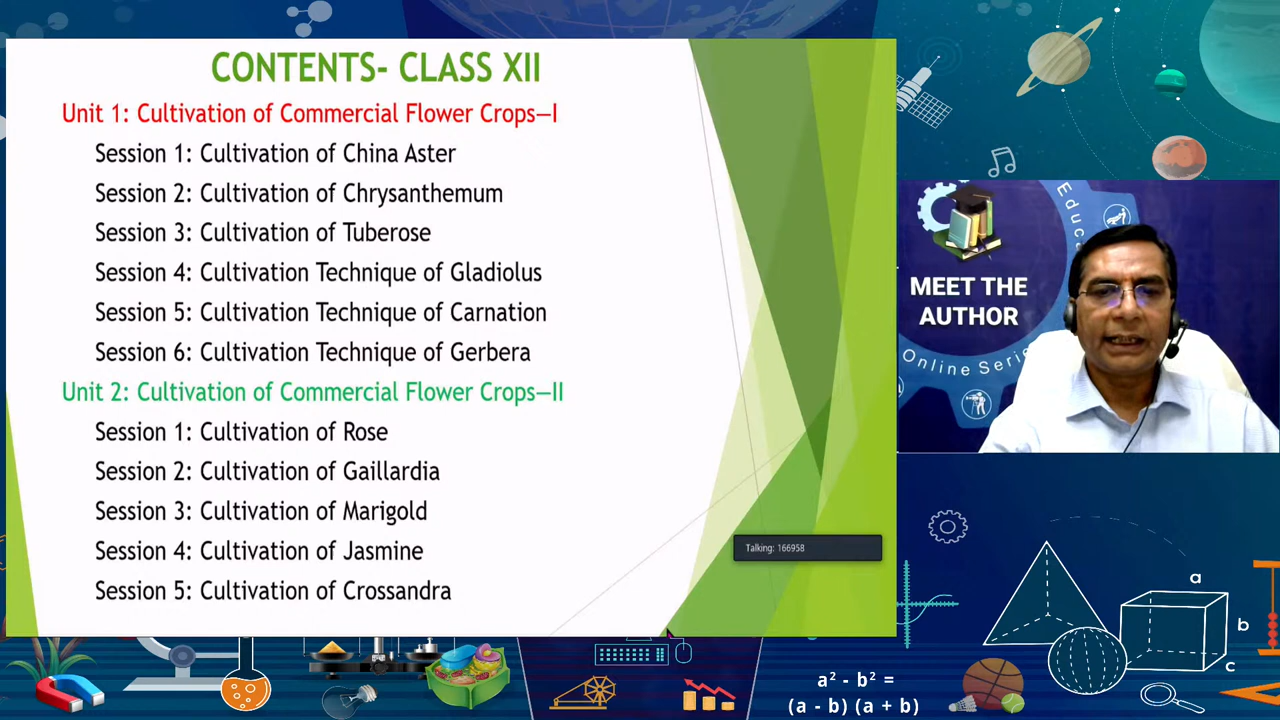 CONTENTS- CLASS XII
Unit 1: Cultivation of Commercial Flower Crops—I
Session 1: Cultivation of China Aster
Session 2: Cultivation of Chrysanthemum
Session 3: Cultivation of Tuberose
Session 4: Cultivation Technique of Gladiolus
Session 5: Cultivation Technique of Carnation
Session 6: Cultivation Technique of Gerbera
Unit 2: Cultivation of Commercial Flower Crops—II
Session 1: Cultivation of Rose
Session 2: Cultivation of Gaillardia
Session 3: Cultivation of Marigold
Session 4: Cultivation of Jasmine
Session 5: Cultivation of Crossandra
Talking: 166958
MEET THE
AUTHOR
Online
a
b
c
a² - b² =
(a - b) (a + b)